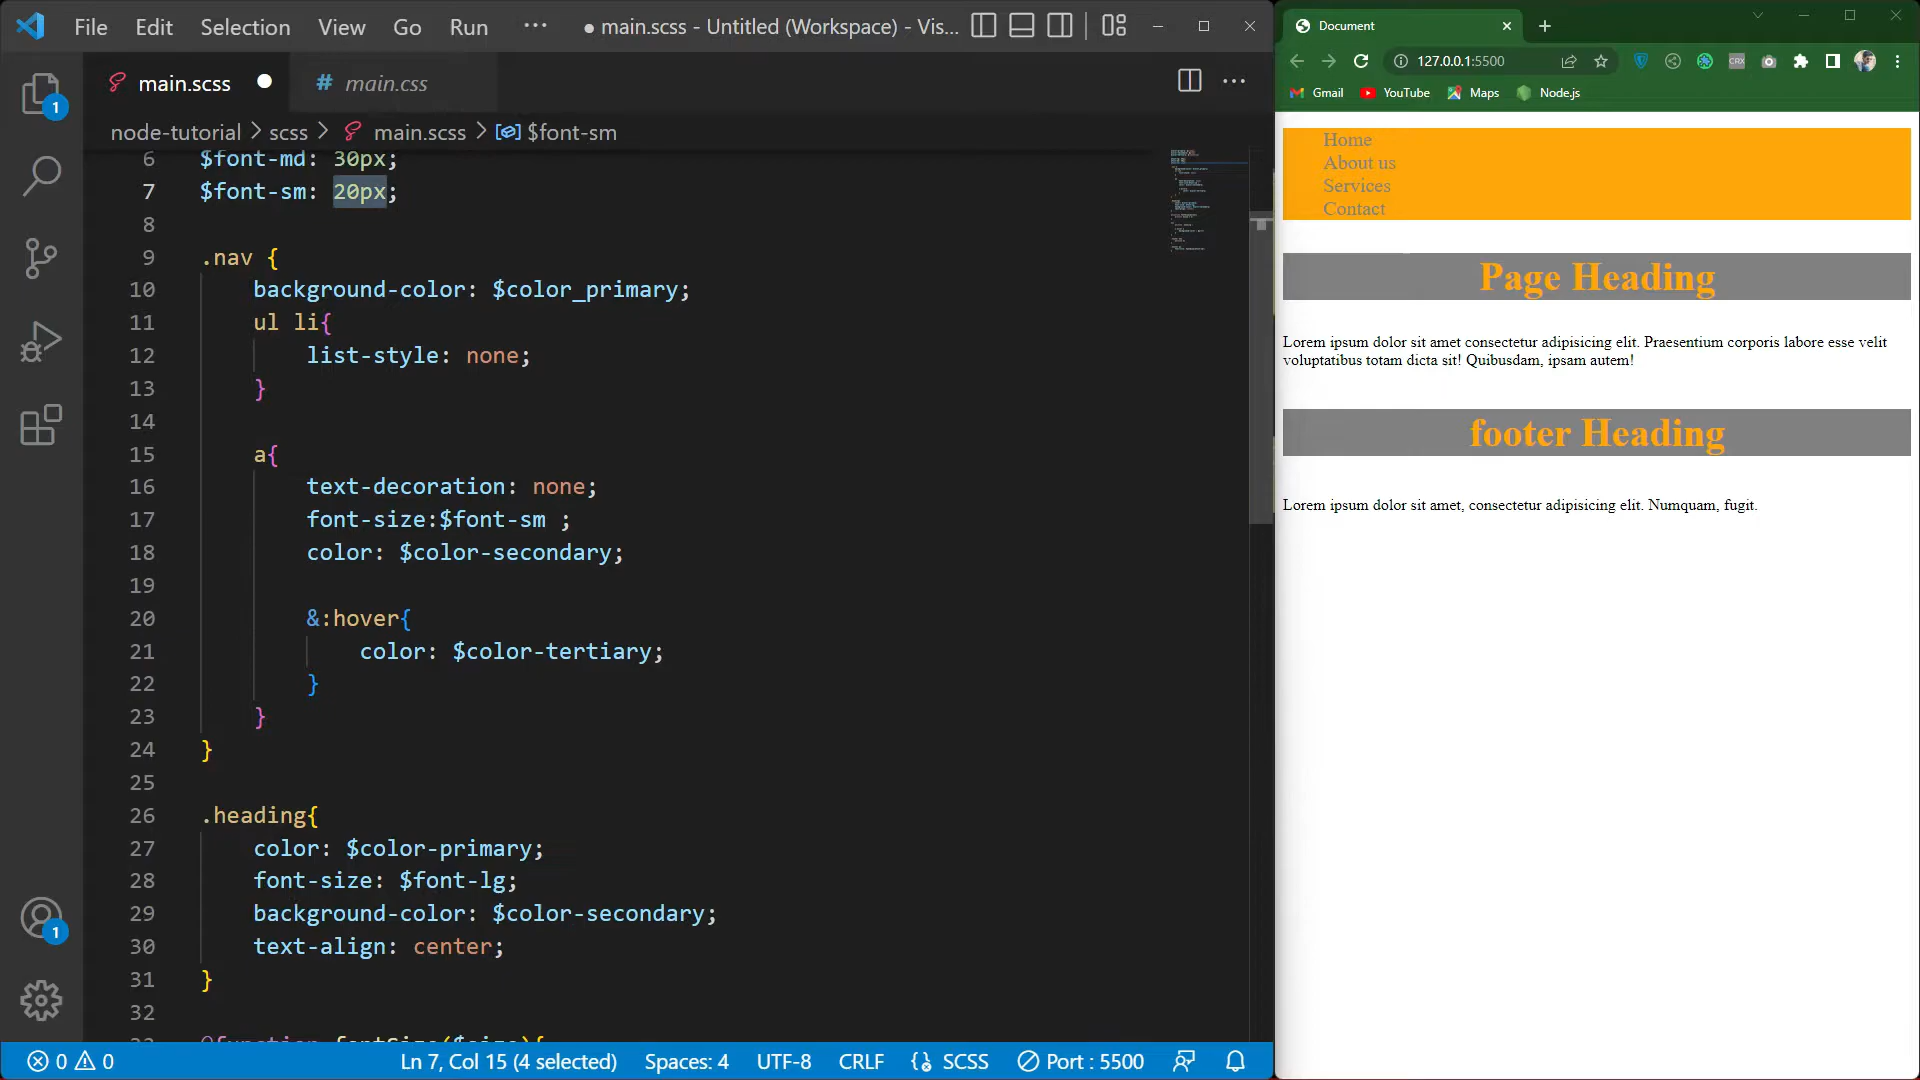 File Edit Selection View Go Run ··· ● main.scss - Untitled (Workspace) - Vis...
main.scss ● # main.css
node-tutorial > scss > main.scss > $font-sm
6 $font-md: 30px;
7 $font-sm: 20px;
8
9 .nav {
10 background-color: $color_primary;
11 ul li{
12 list-style: none;
13 }
14
15 a{
16 text-decoration: none;
17 font-size:$font-sm ;
18 color: $color-secondary;
19
20 &:hover{
21 color: $color-tertiary;
22 }
23 }
24 }
25
26 .heading{
27 color: $color-primary;
28 font-size: $font-lg;
29 background-color: $color-secondary;
30 text-align: center;
31 }
32
1
1
0 0 Ln 7, Col 15 (4 selected) Spaces: 4 UTF-8 CRLF SCSS Port : 5500
Document
127.0.0.1:5500
CRX
Gmail YouTube Maps Node.js
Home
About us
Services
Contact
Page Heading
Lorem ipsum dolor sit amet consectetur adipisicing elit. Praesentium corporis labore esse velit
voluptatibus totam dicta sit! Quibusdam, ipsam autem!
footer Heading
Lorem ipsum dolor sit amet, consectetur adipisicing elit. Numquam, fugit.